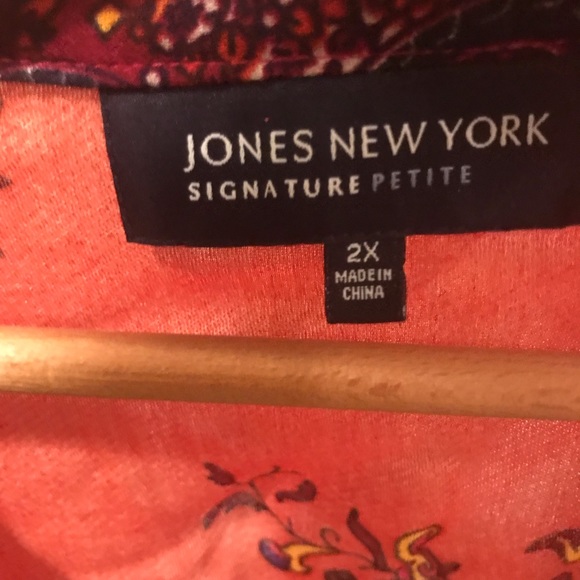 JONES NEW YORK
SIGNATURE PETITE
2X
MADE IN
CHINA